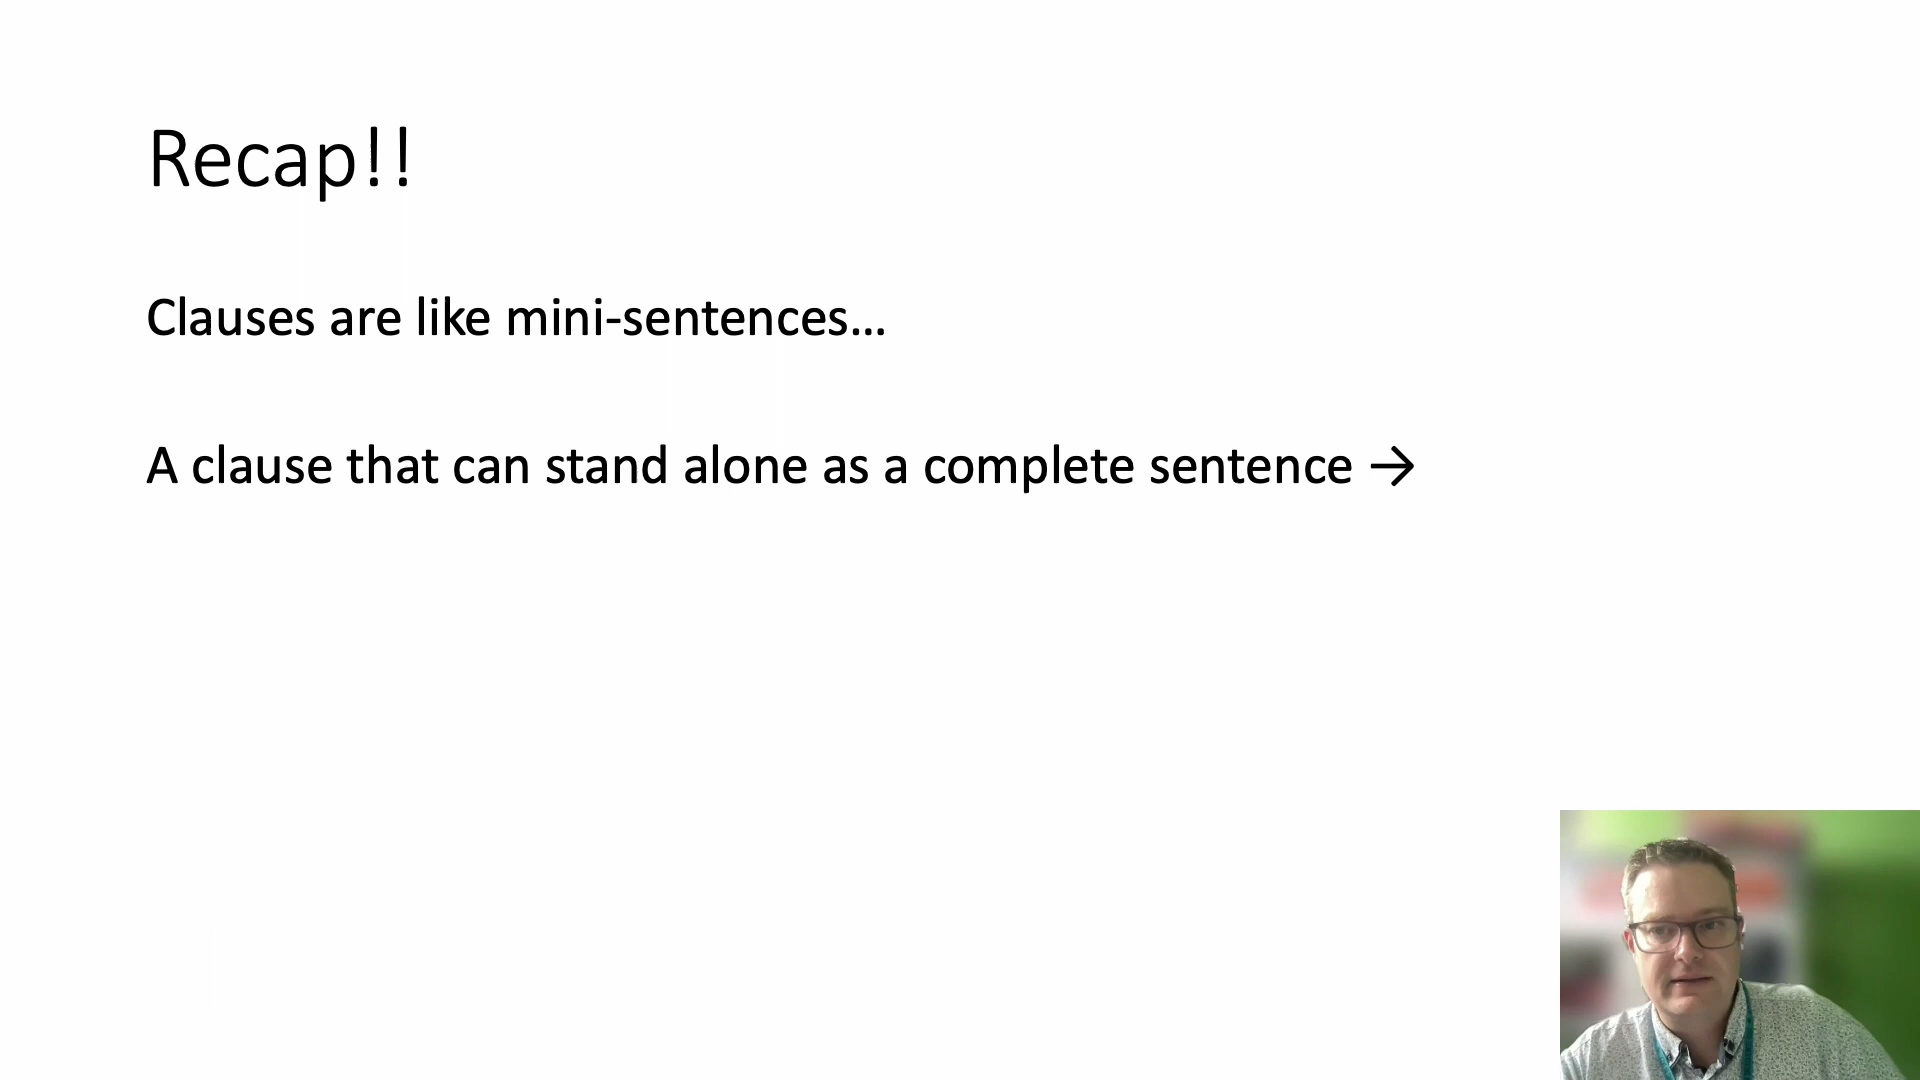 Recap!!
Clauses are like mini-sentences…
A clause that can stand alone as a complete sentence →